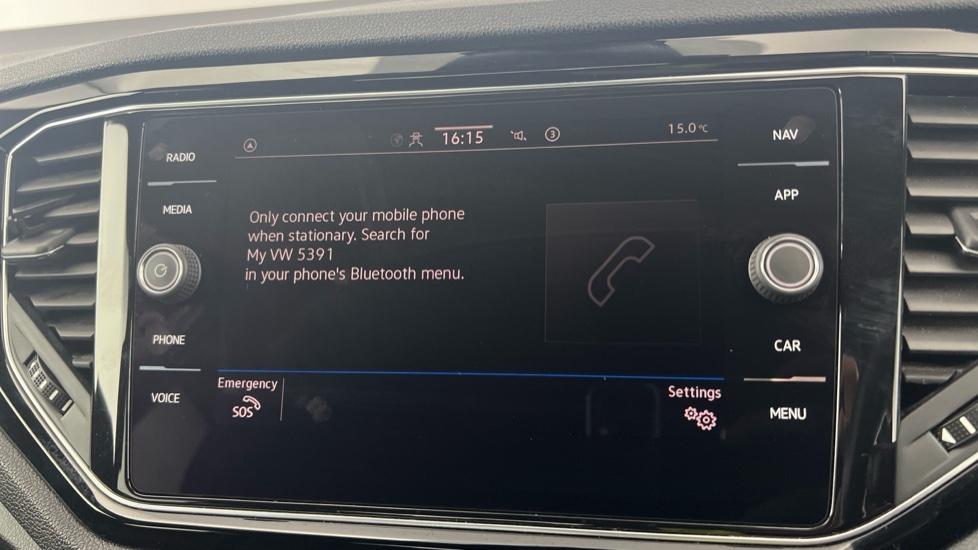 RADIO
MEDIA
PHONE
VOICE
16:15
3
15.0°C
Only connect your mobile phone
when stationary. Search for
My VW 5391
in your phone's Bluetooth menu.
Emergency
SOS
Settings
NAV
APP
CAR
MENU